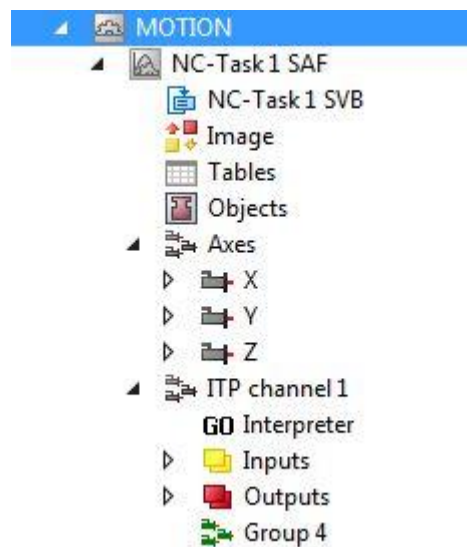 MOTION
NC-Task 1 SAF
NC-Task 1 SVB
Image
Tables
Objects
Axes
X
Y
Z
ITP channel 1
GO Interpreter
Inputs
Outputs
Group 4